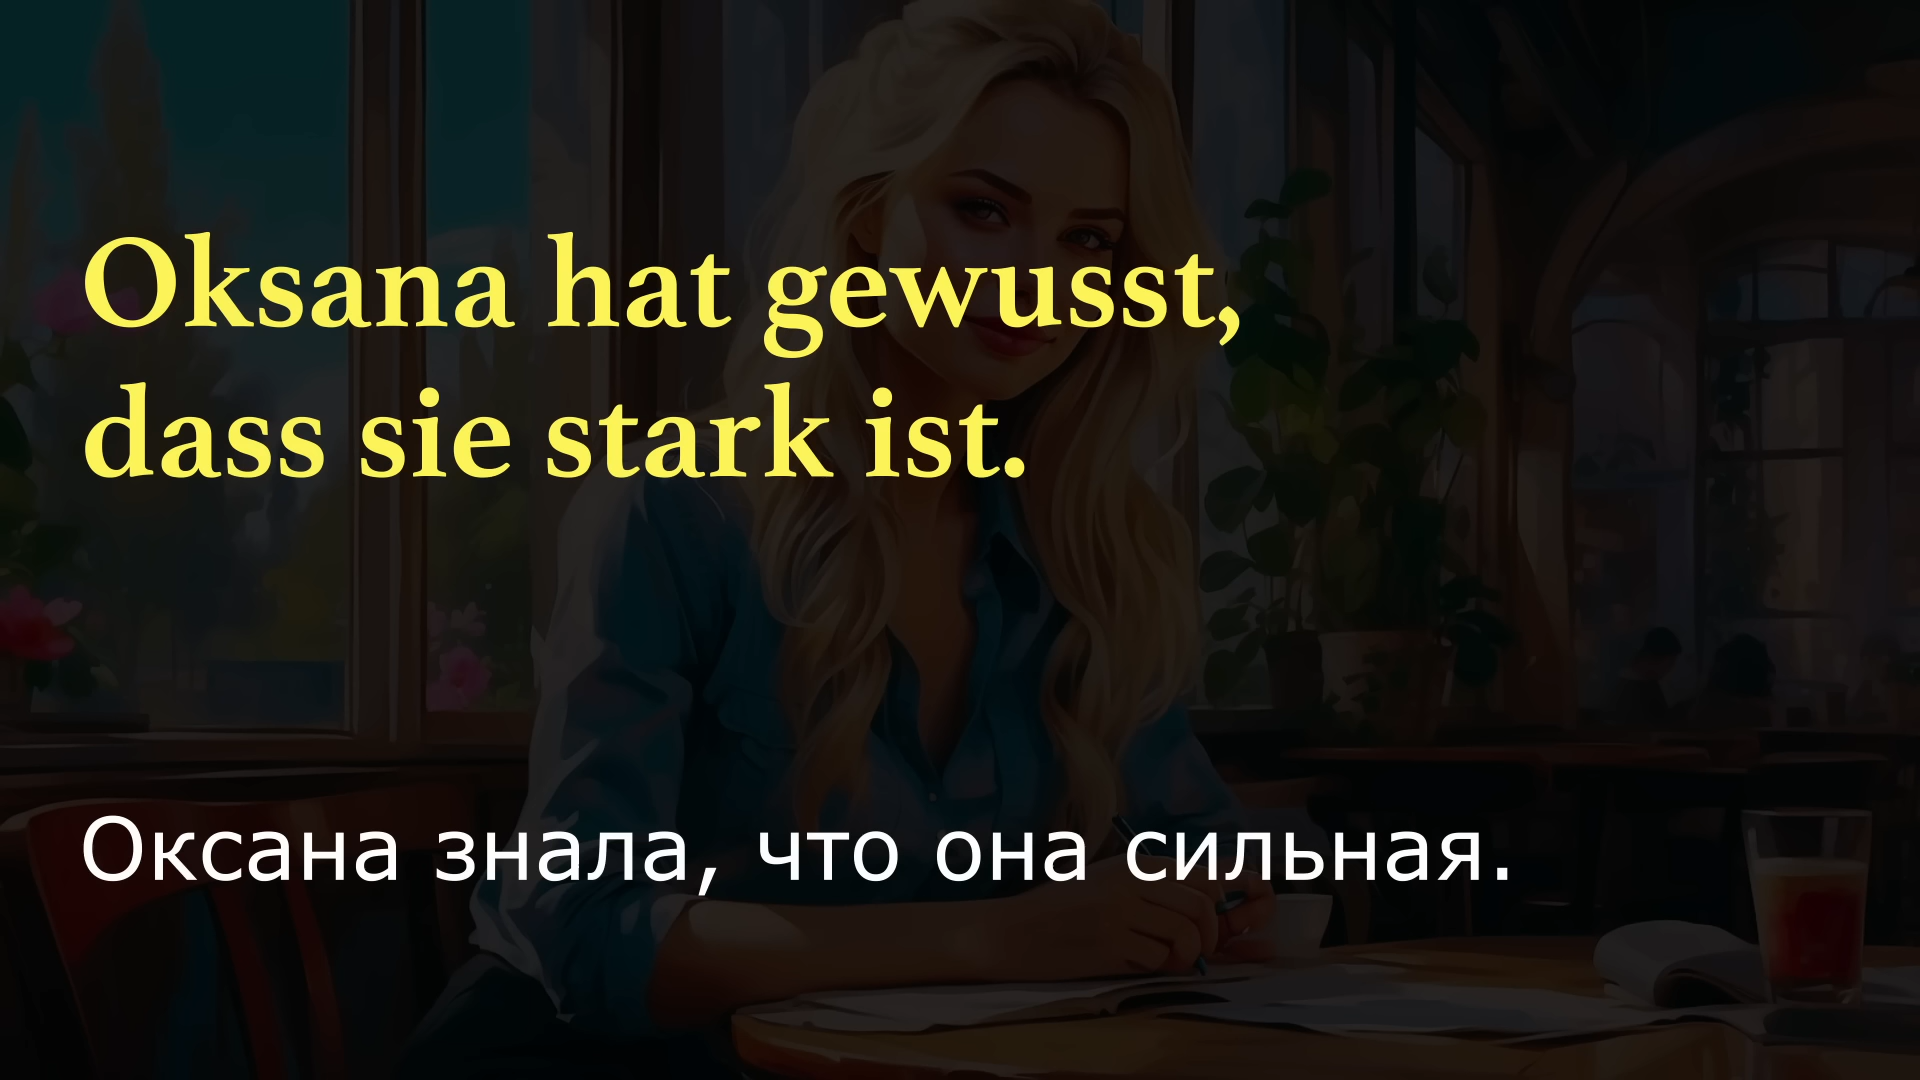 Oksana hat gewusst,
dass sie stark ist.
Оксана знала, что она сильная.